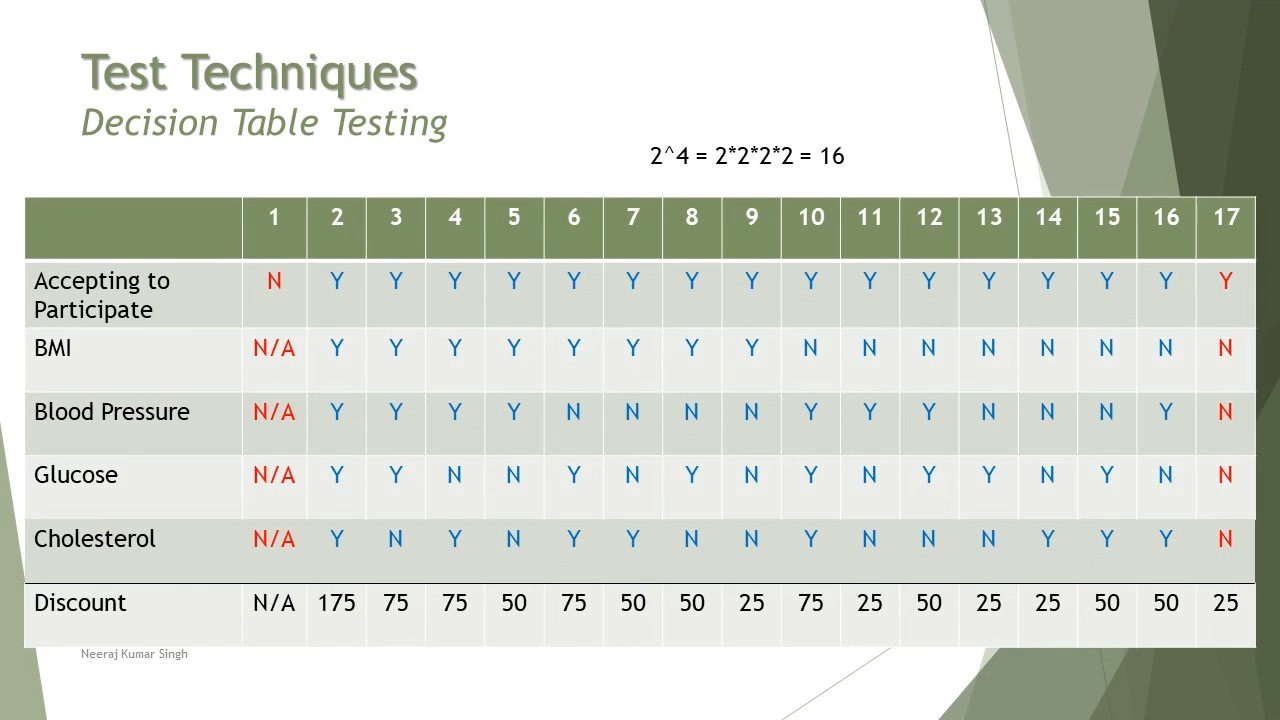 Test Techniques
Decision Table Testing
2^4 = 2*2*2*2 = 16
1 2 3 4 5 6 7 8 9 10 11 12 13 14 15 16 17
Accepting to Participate N Y Y Y Y Y Y Y Y Y Y Y Y Y Y Y Y
BMI N/A Y Y Y Y Y Y Y Y N N N N N N N N
Blood Pressure N/A Y Y Y Y N N N N Y Y Y N N N Y N
Glucose N/A Y Y N N Y N Y N Y N Y Y N Y N N
Cholesterol N/A Y N Y N Y Y N N Y N N N Y Y Y N
Discount N/A 175 75 75 50 75 50 50 25 75 25 50 25 25 50 50 25
Neeraj Kumar Singh